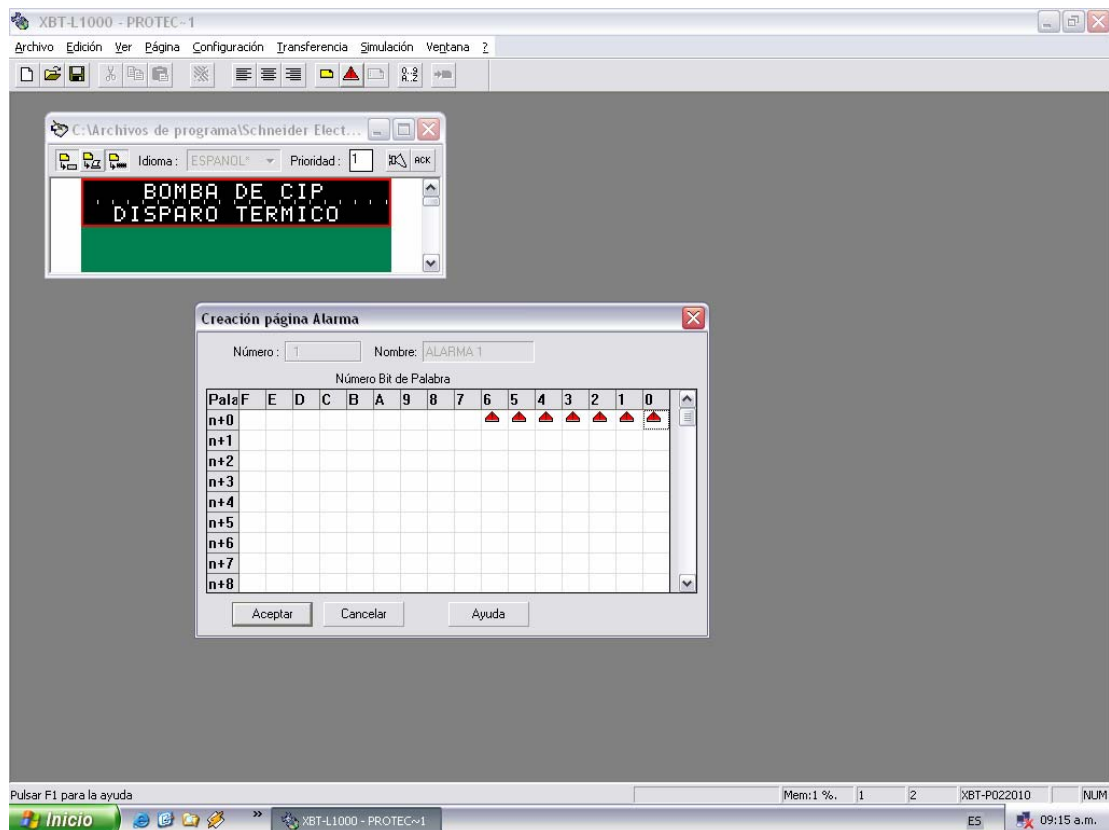 XBT-L1000 - PROTEC~1
Archivo Edición Ver Página Configuración Transferencia Simulación Ventana ?
C:\Archivos de programa\Schneider Elect...
Idioma : ESPAÑOL* Prioridad : 1 ACK
BOMBA DE CIP
DISPARO TERMICO
Creación página Alarma
Número : 1 Nombre: ALARMA 1
Número Bit de Palabra
Pala F E D C B A 9 8 7 6 5 4 3 2 1 0
n+0
n+1
n+2
n+3
n+4
n+5
n+6
n+7
n+8
Aceptar Cancelar Ayuda
Pulsar F1 para la ayuda Mem:1 %. 1 2 XBT-P022010 NUM
Inicio » XBT-L1000 - PROTEC~1 ES 09:15 a.m.